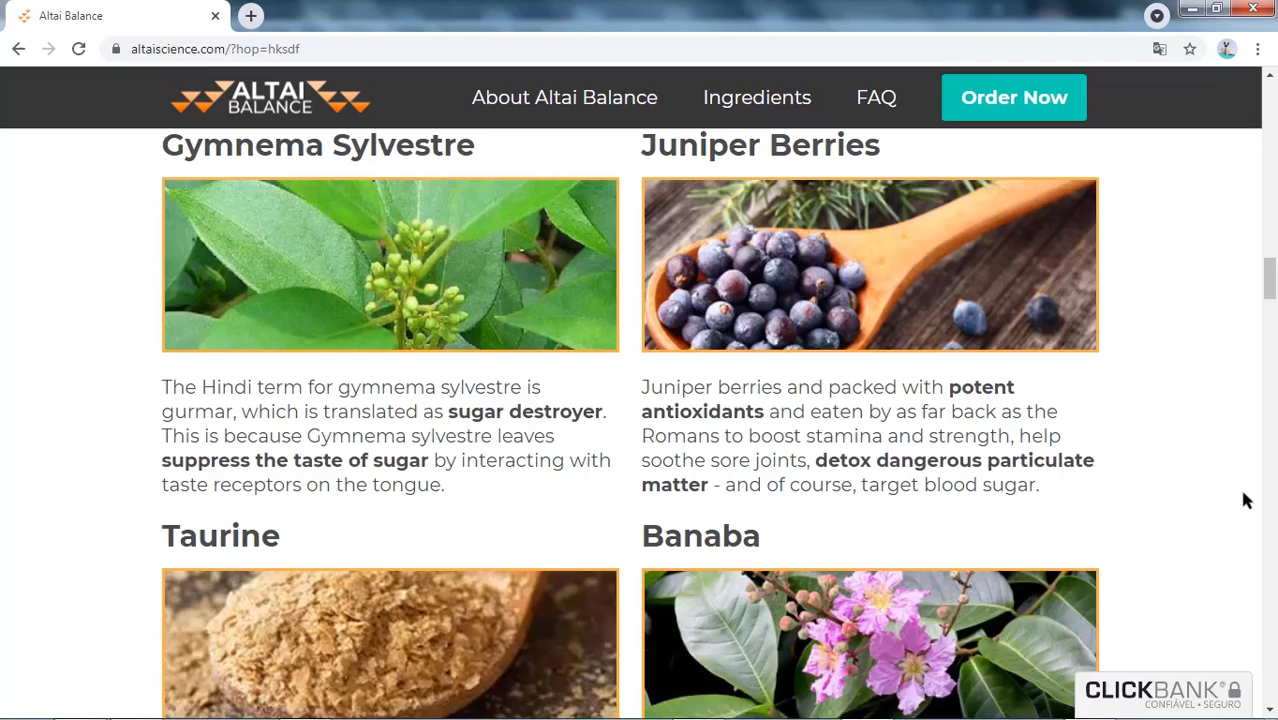 Altai Balance
altaiscience.com/?hop=hksdf
ALTAI
BALANCE
About Altai Balance
Ingredients
FAQ
Order Now
Gymnema Sylvestre
The Hindi term for gymnema sylvestre is
gurmar, which is translated as sugar destroyer.
This is because Gymnema sylvestre leaves
suppress the taste of sugar by interacting with
taste receptors on the tongue.
Juniper Berries
Juniper berries and packed with potent
antioxidants and eaten by as far back as the
Romans to boost stamina and strength, help
soothe sore joints, detox dangerous particulate
matter - and of course, target blood sugar.
Taurine
Banaba
CLICKBANK®
CONFIÁVEL • SEGURO